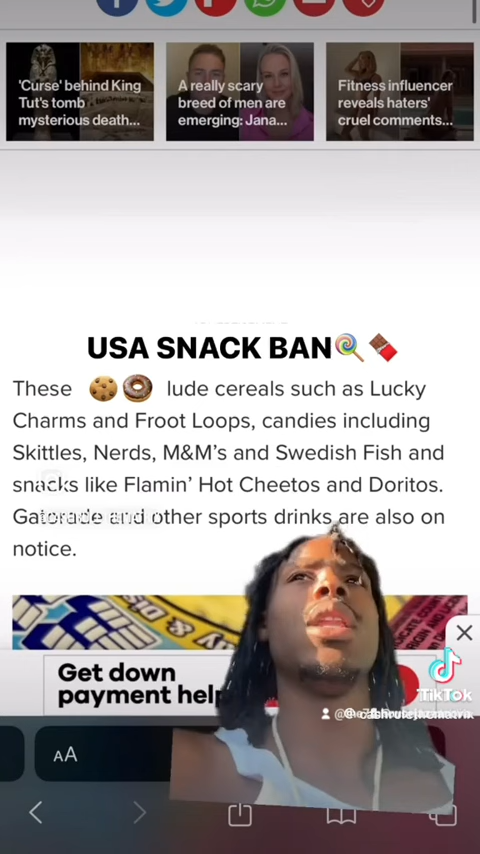 'Curse' behind King
Tut's tomb
mysterious death...
A really scary
breed of men are
emerging: Jana...
Fitness influencer
reveals haters'
cruel comments...
USA SNACK BAN
These lude cereals such as Lucky
Charms and Froot Loops, candies including
Skittles, Nerds, M&M's and Swedish Fish and
snacks like Flamin' Hot Cheetos and Doritos.
Gatorade and other sports drinks are also on
notice.
Get down
payment help
TikTok
AA